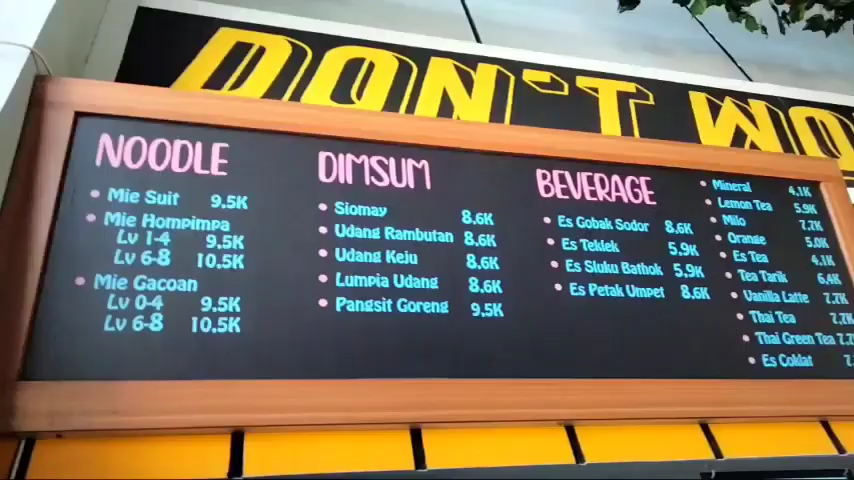 DON'T WO
NOODLE
Mie Suit 9.5K
Mie Hompimpa
Lv 1-4 9.5K
Lv 6-8 10.5K
Mie Gacoan
Lv 0-4 9.5K
Lv 6-8 10.5K
DIMSUM
Siomay 8,6K
Udang Rambutan 8,6K
Udang Keju 8,6K
Lumpia Udang 8,6K
Pangsit Goreng 9,5K
BEVERAGE
Es Gobak Sodor 8,6K
Es Teklek 5,9K
Es Sluku Bathok 5,9K
Es Petak Umpet 8,6K
Mineral 4.1K
Lemon Tea 5.9K
Milo 7.7K
Orange 5.0K
Es Tea 4.1K
Tea Tarik 6,4K
Vanilla Latte 7.7K
Thai Tea 7,7K
Thai Green Tea 7.7
Es Coklat 7.